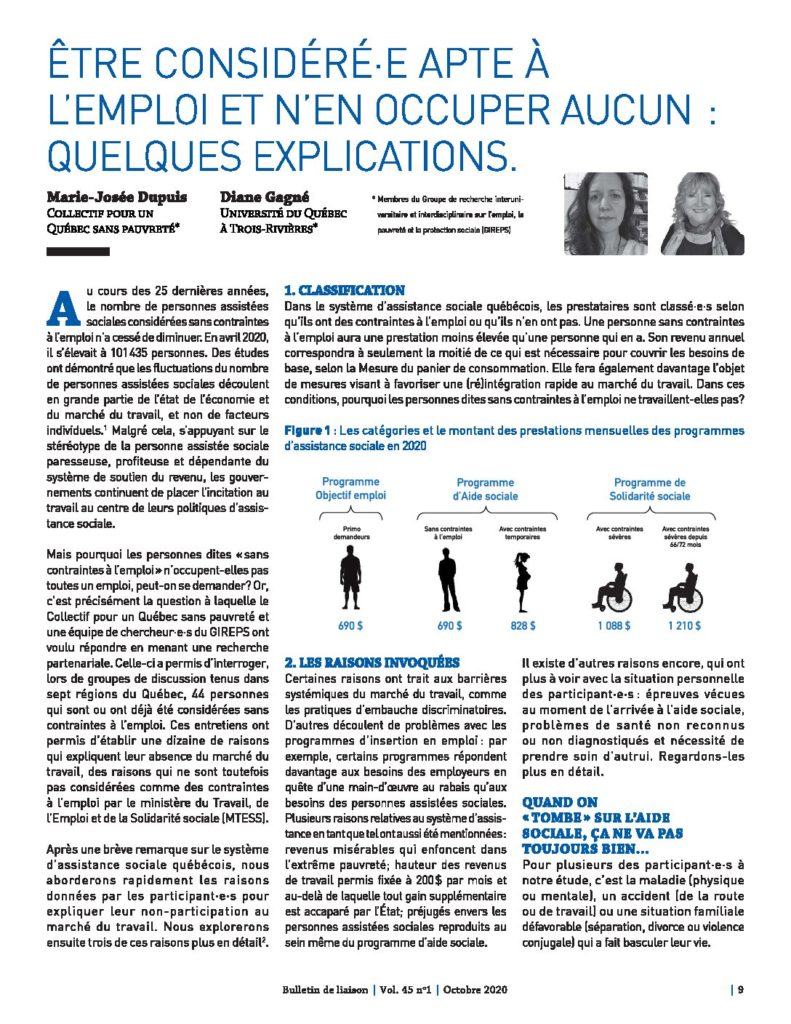 ÊTRE CONSIDÉRÉ·E APTE À
L'EMPLOI ET N'EN OCCUPER AUCUN :
QUELQUES EXPLICATIONS.
Marie-Josée Dupuis
COLLECTIF POUR UN
QUÉBEC SANS PAUVRETÉ*
Diane Gagné
UNIVERSITÉ DU QUÉBEC
À TROIS-RIVIÈRES*
* Membres du Groupe de recherche interuni-
versitaire et interdisciplinaire sur l'emploi, la
pauvreté et la protection sociale (GIREPS)
Au cours des 25 dernières années,
le nombre de personnes assistées
sociales considérées sans contraintes
à l'emploi n'a cessé de diminuer. En avril 2020,
il s'élevait à 101 435 personnes. Des études
ont démontré que les fluctuations du nombre
de personnes assistées sociales découlent
en grande partie de l'état de l'économie et
du marché du travail, et non de facteurs
individuels.¹ Malgré cela, s'appuyant sur le
stéréotype de la personne assistée sociale
paresseuse, profiteuse et dépendante du
système de soutien du revenu, les gouver-
nements continuent de placer l'incitation au
travail au centre de leurs politiques d'assis-
tance sociale.
Mais pourquoi les personnes dites « sans
contraintes à l'emploi » n'occupent-elles pas
toutes un emploi, peut-on se demander? Or,
c'est précisément la question à laquelle le
Collectif pour un Québec sans pauvreté et
une équipe de chercheur·e·s du GIREPS ont
voulu répondre en menant une recherche
partenariale. Celle-ci a permis d'interroger,
lors de groupes de discussion tenus dans
sept régions du Québec, 44 personnes
qui sont ou ont déjà été considérées sans
contraintes à l'emploi. Ces entretiens ont
permis d'établir une dizaine de raisons
qui expliquent leur absence du marché du
travail, des raisons qui ne sont toutefois
pas considérées comme des contraintes
à l'emploi par le ministère du Travail, de
l'Emploi et de la Solidarité sociale (MTESS).
Après une brève remarque sur le système
d'assistance sociale québécois, nous
aborderons rapidement les raisons
données par les participant·e·s pour
expliquer leur non-participation au
marché du travail. Nous explorerons
ensuite trois de ces raisons plus en détail².
1. CLASSIFICATION
Dans le système d'assistance sociale québécois, les prestataires sont classé·e·s selon
qu'ils ont des contraintes à l'emploi ou qu'ils n'en ont pas. Une personne sans contraintes
à l'emploi aura une prestation moins élevée qu'une personne qui en a. Son revenu annuel
correspondra à seulement la moitié de ce qui est nécessaire pour couvrir les besoins de
base, selon la Mesure du panier de consommation. Elle fera également davantage l'objet
de mesures visant à favoriser une (ré)intégration rapide au marché du travail. Dans ces
conditions, pourquoi les personnes dites sans contraintes à l'emploi ne travaillent-elles pas?
Figure 1 : Les catégories et le montant des prestations mensuelles des programmes
d'assistance sociale en 2020
Programme
Objectif emploi
Programme
d'Aide sociale
Programme de
Solidarité sociale
Primo
demandeurs
Sans contraintes
à l'emploi
Avec contraintes
temporaires
Avec contraintes
sévères
Avec contraintes
sévères depuis
66/72 mois
690 $
690 $
828 $
1 088 $
1 210 $
2. LES RAISONS INVOQUÉES
Certaines raisons ont trait aux barrières
systémiques du marché du travail, comme
les pratiques d'embauche discriminatoires.
D'autres découlent de problèmes avec les
programmes d'insertion en emploi : par
exemple, certains programmes répondent
davantage aux besoins des employeurs en
quête d'une main-d'œuvre au rabais qu'aux
besoins des personnes assistées sociales.
Plusieurs raisons relatives au système d'assis-
tance en tant que tel ont aussi été mentionnées :
revenus misérables qui enfoncent dans
l'extrême pauvreté; hauteur des revenus
de travail permis fixée à 200 $ par mois et
au-delà de laquelle tout gain supplémentaire
est accaparé par l'État; préjugés envers les
personnes assistées sociales reproduits au
sein même du programme d'aide sociale.
Il existe d'autres raisons encore, qui ont
plus à voir avec la situation personnelle
des participant·e·s : épreuves vécues
au moment de l'arrivée à l'aide sociale,
problèmes de santé non reconnus
ou non diagnostiqués et nécessité de
prendre soin d'autrui. Regardons-les
plus en détail.
QUAND ON
« TOMBE » SUR L'AIDE
SOCIALE, ÇA NE VA PAS
TOUJOURS BIEN...
Pour plusieurs des participant·e·s à
notre étude, c'est la maladie (physique
ou mentale), un accident (de la route
ou de travail) ou une situation familiale
défavorable (séparation, divorce ou violence
conjugale) qui a fait basculer leur vie.
Bulletin de liaison | Vol. 45 nº1 | Octobre 2020
| 9